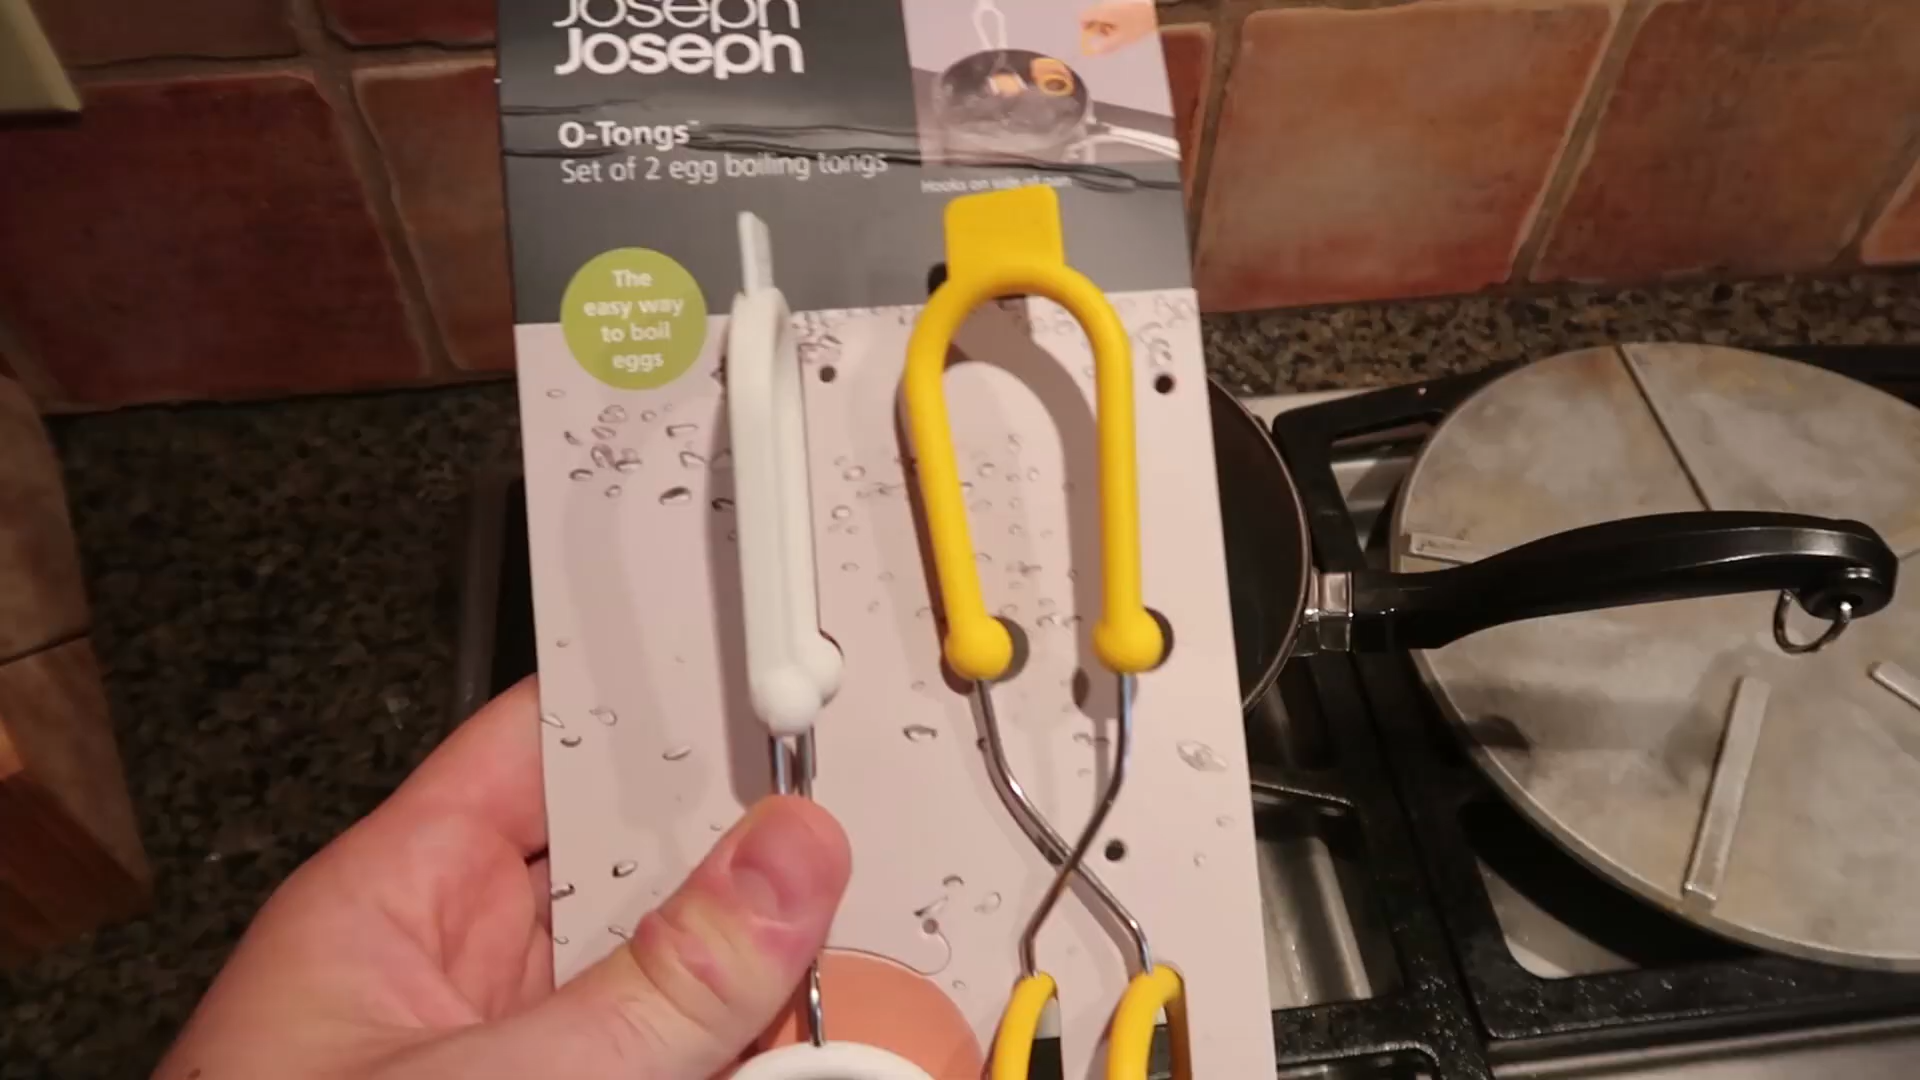 Joseph
Joseph
O-Tongs™
Set of 2 egg boiling tongs
Hooks on side of pan
The
easy way
to boil
eggs